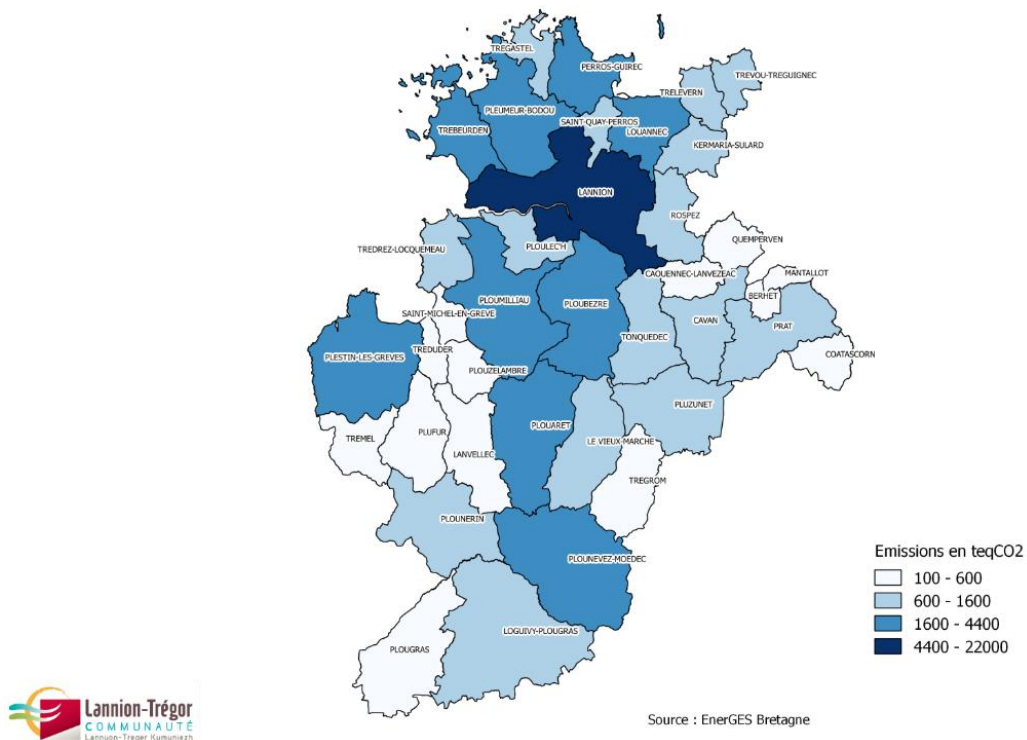 TREGASTEL
PERROS-GUIREC
TREVOU-TREGUIGNEC
TRELEVERN
PLEUMEUR-BODOU
SAINT-QUAY-PERROS
TREBEURDEN
LOUANNEC
KERMARIA-SULARD
LANNION
ROSPEZ
QUEMPERVEN
TREDREZ-LOCQUEMEAU
PLOULEC'H
CAOUENNEC-LANVEZEAC
MANTALLOT
BERHET
PLOUMILLIAU
PLOUBEZRE
SAINT-MICHEL-EN-GREVE
CAVAN
PRAT
TONQUEDEC
TREDUDER
COATASCORN
PLESTIN-LES-GREVES
PLOUZELAMBRE
PLUZUNET
PLOUARET
PLUFUR
TREMEL
LE VIEUX-MARCHE
LANVELLEC
TREGROM
PLOUNERIN
PLOUNEVEZ-MOEDEC
LOGUIVY-PLOUGRAS
PLOUGRAS
Emissions en teqCO2
100 - 600
600 - 1600
1600 - 4400
4400 - 22000
Source : EnerGES Bretagne
Lannion-Trégor
COMMUNAUTÉ
Lannuon-Treger Kumuniezh